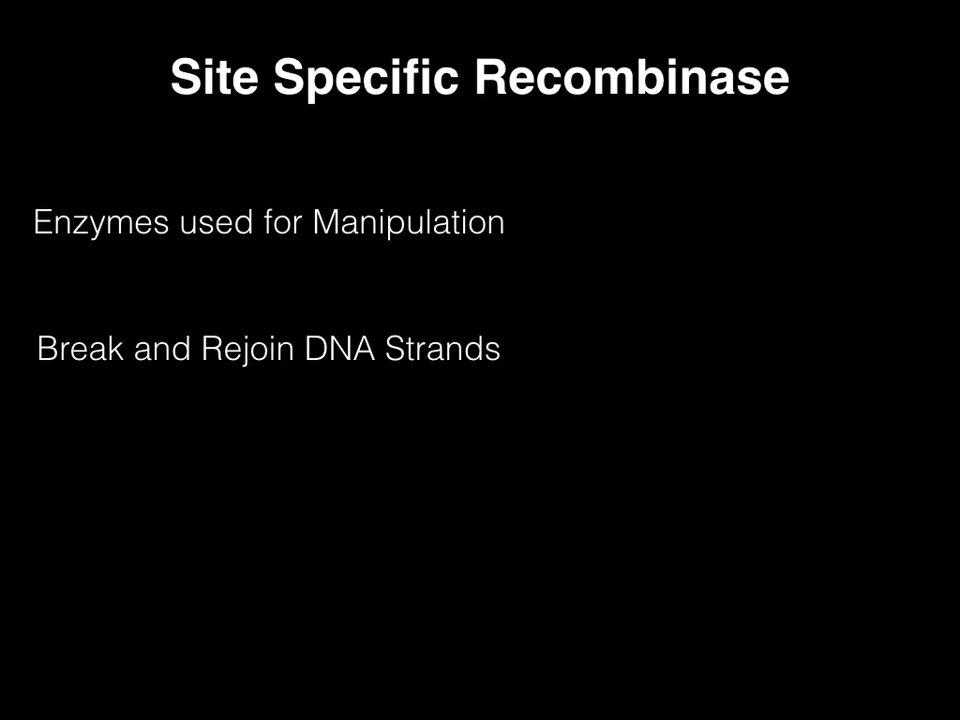 Site Specific Recombinase
Enzymes used for Manipulation
Break and Rejoin DNA Strands